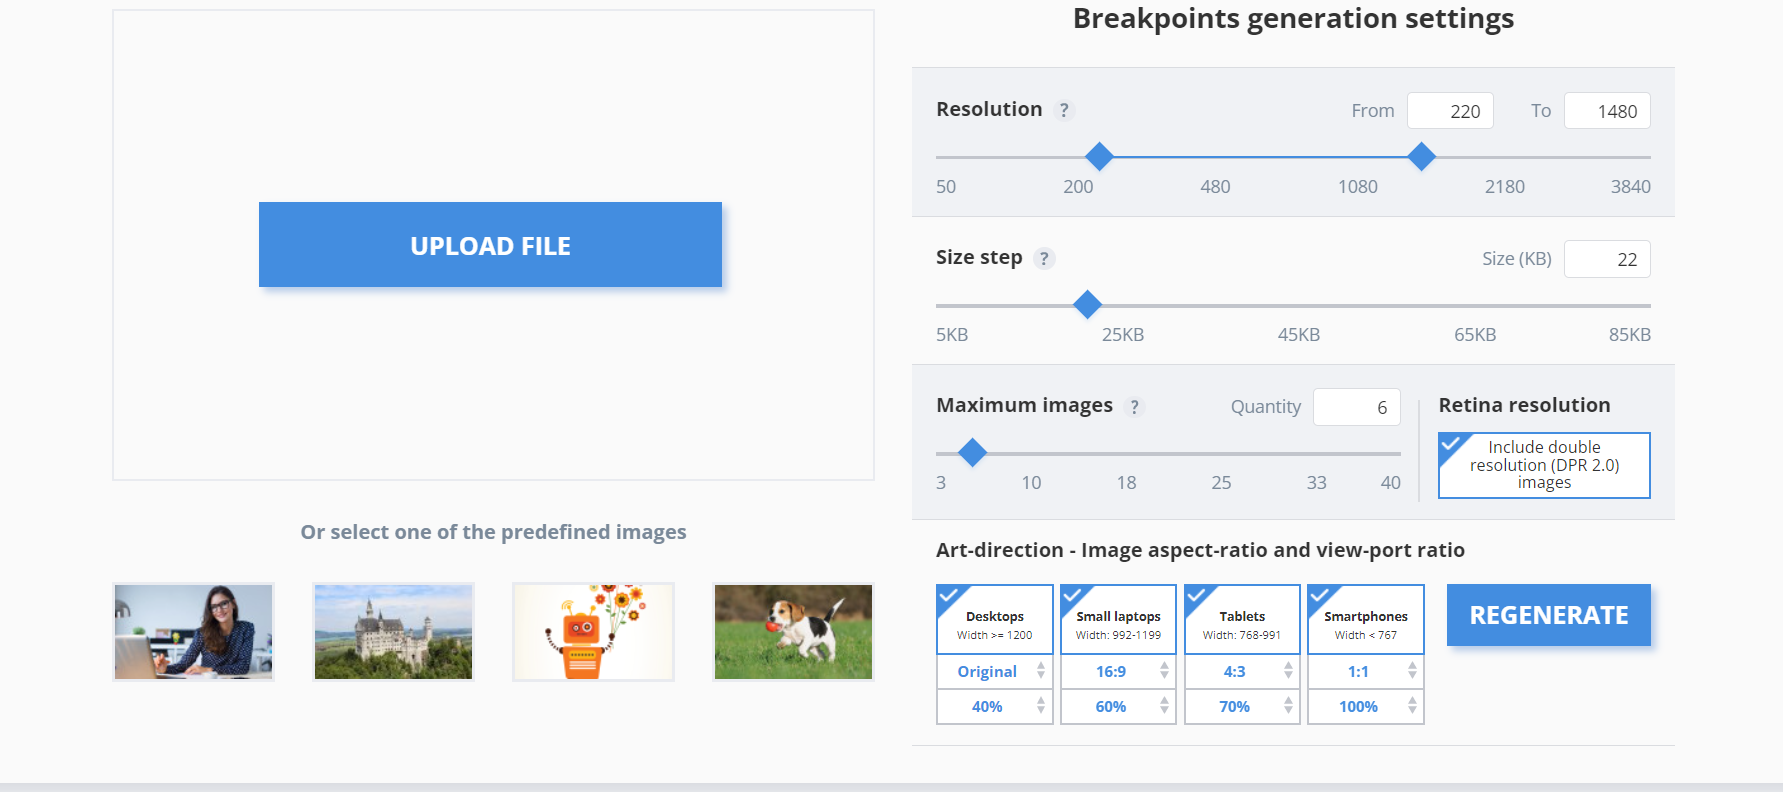 Breakpoints generation settings
UPLOAD FILE
Or select one of the predefined images
Resolution ? From 220 To 1480
50 200 480 1080 2180 3840
Size step ? Size (KB) 22
5KB 25KB 45KB 65KB 85KB
Maximum images ? Quantity 6
3 10 18 25 33 40
Retina resolution
Include double
resolution (DPR 2.0)
images
Art-direction - Image aspect-ratio and view-port ratio
Desktops Small laptops Tablets Smartphones
Width >= 1200 Width: 992-1199 Width: 768-991 Width < 767
Original 16:9 4:3 1:1
40% 60% 70% 100%
REGENERATE